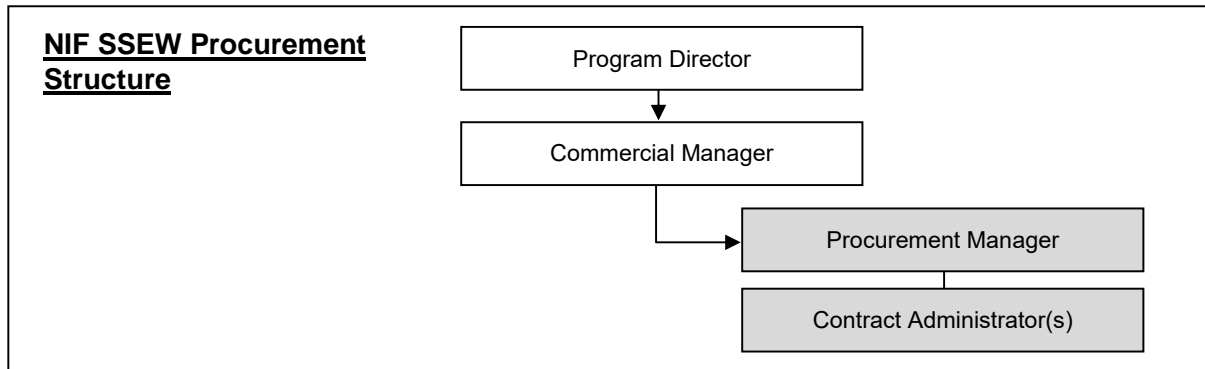 NIF SSEW Procurement
Structure
Program Director
Commercial Manager
Procurement Manager
Contract Administrator(s)